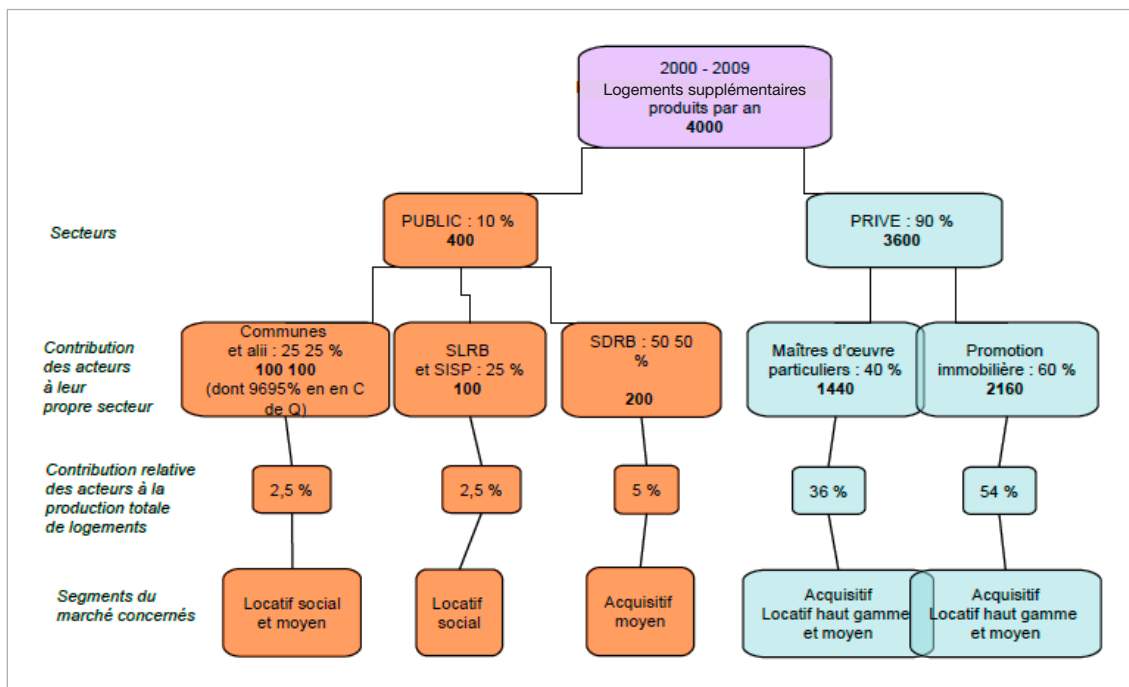 2000 - 2009
Logements supplémentaires
produits par an
4000
Secteurs
PUBLIC : 10 %
400
PRIVE : 90 %
3600
Contribution
des acteurs
à leur
propre secteur
Communes
et alii : 25 25 %
100 100
(dont 9695% en en C
de Q)
SLRB
et SISP : 25 %
100
SDRB : 50 50
%
200
Maîtres d'œuvre
particuliers : 40 %
1440
Promotion
immobilière : 60 %
2160
Contribution relative
des acteurs à la
production totale
de logements
2,5 %
2,5 %
5 %
36 %
54 %
Segments du
marché concernés
Locatif social
et moyen
Locatif
social
Acquisitif
moyen
Acquisitif
Locatif haut gamme
et moyen
Acquisitif
Locatif haut gamme
et moyen